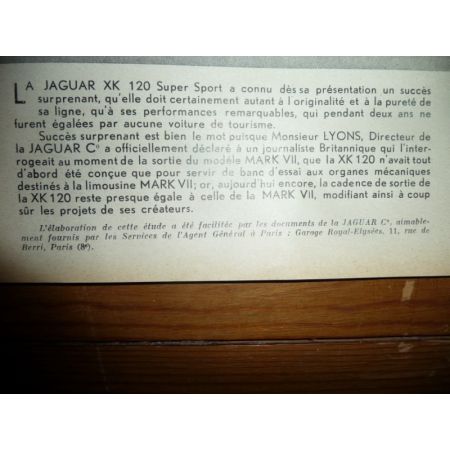 LA JAGUAR XK 120 Super Sport a connu dès sa présentation un succès
surprenant, qu'elle doit certainement autant à l'originalité et à la pureté de
sa ligne, qu'à ses performances remarquables, qui pendant deux ans ne
furent égalées par aucune voiture de tourisme.
Succès surprenant est bien le mot puisque Monsieur LYONS, Directeur de
la JAGUAR Cº a officiellement déclaré à un journaliste Britannique qui l'inter-
rogeait au moment de la sortie du modèle MARK VII, que la XK 120 n'avait tout
d'abord été conçue que pour servir de banc d'essai aux organes mécaniques
destinés à la limousine MARK VII; or, aujourd'hui encore, la cadence de sortie de
la XK 120 reste presque égale à celle de la MARK VII, modifiant ainsi à coup
sûr les projets de ses créateurs.
L'élaboration de cette étude a été facilitée par les documents de la JAGUAR Cº, aimable-
ment fournis par les Services de l'Agent Général à Paris : Garage Royal-Elysées, 11, rue de
Berri, Paris (8ᵉ).